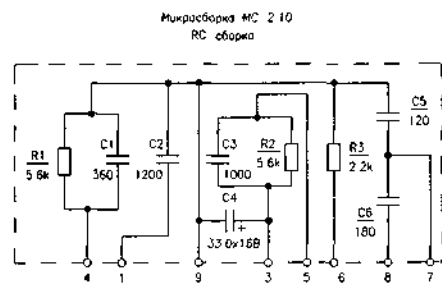 Микросборка МС 2 10
RC сборка
C5
120
R1
5.6k
C1
360
C2
1200
C3
1000
R2
5.6k
R3
2.2k
C4
33.0x16В
C6
180
4 1 9 3 5 6 8 7